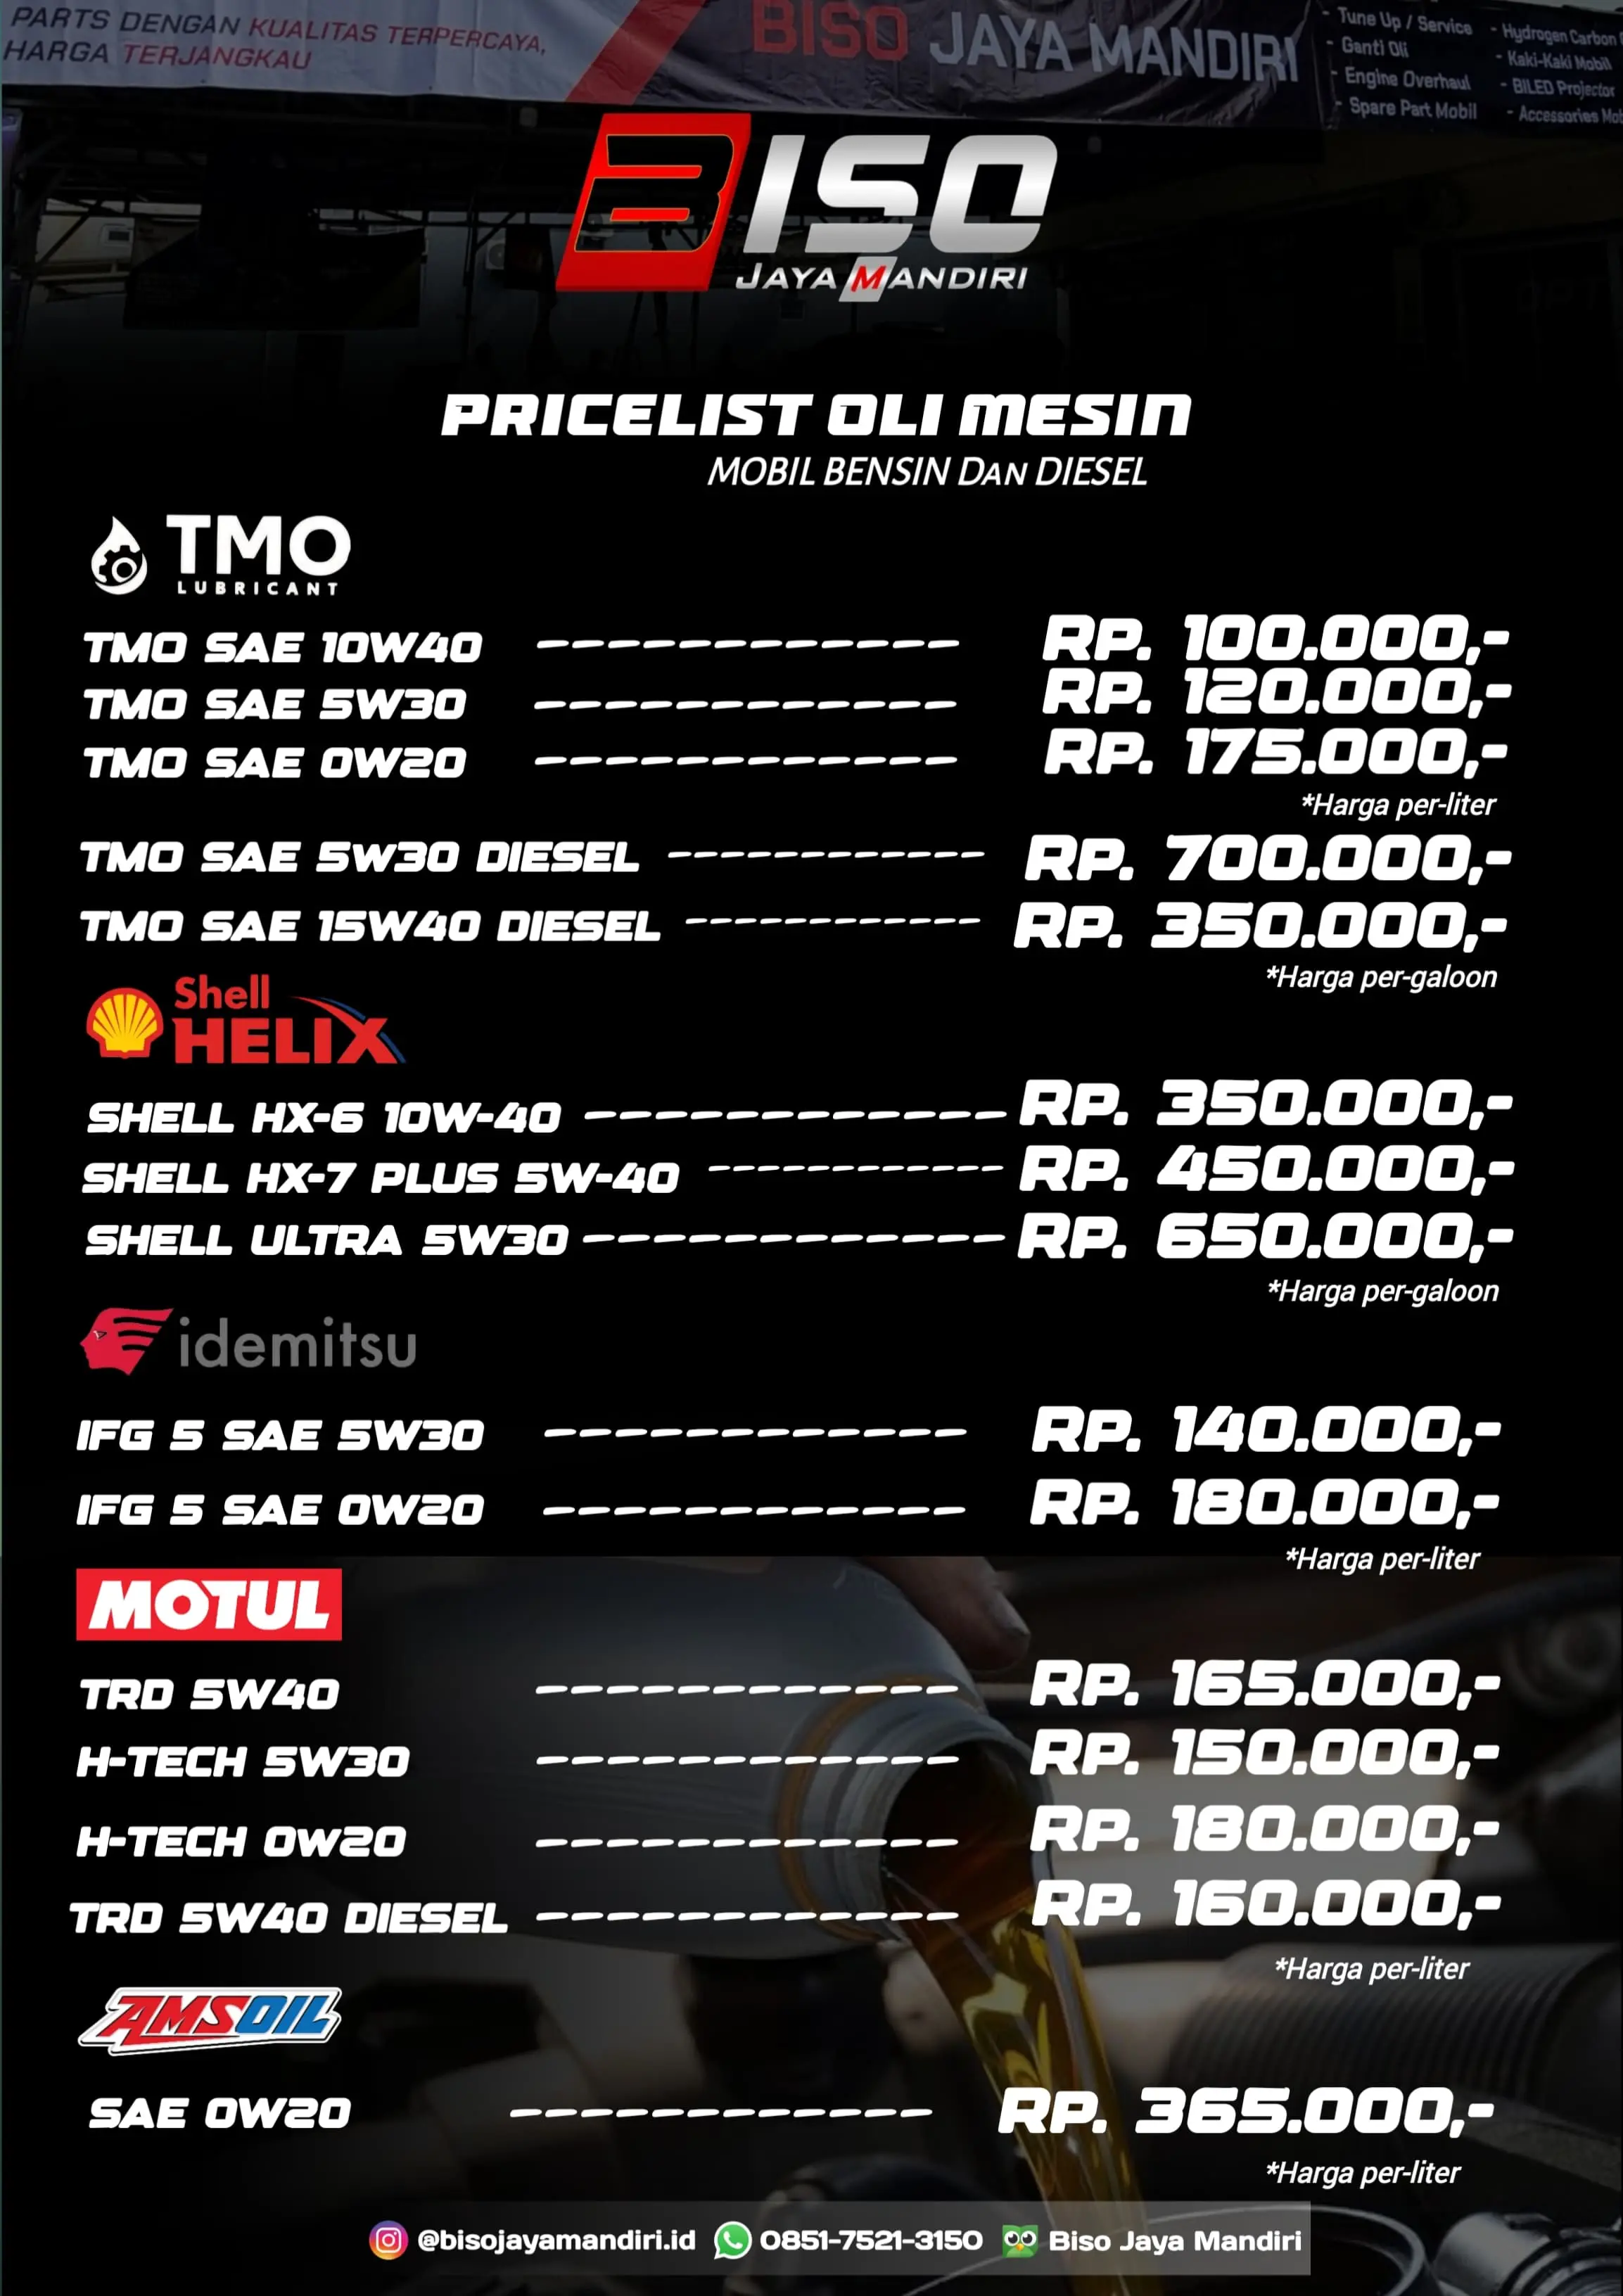 PARTS DENGAN KUALITAS TERPERCAYA,
HARGA TERJANGKAU
BISO JAYA MANDIRI
- Tune Up / Service
- Ganti Oli
- Engine Overhaul
- Spare Part Mobil
- Hydrogen Carbon
- Kaki-Kaki Mobil
- BILED Projector
- Accessories
BISO
JAYA MANDIRI
PRICELIST OLI MESIN
MOBIL BENSIN DAN DIESEL
TMO
LUBRICANT
TMO SAE 10W40 ------------ RP. 100.000,-
TMO SAE 5W30 ------------ RP. 120.000,-
TMO SAE 0W20 ------------ RP. 175.000,-
*Harga per-liter
TMO SAE 5W30 DIESEL ------------ RP. 700.000,-
TMO SAE 15W40 DIESEL ------------ RP. 350.000,-
*Harga per-galoon
Shell
HELIX
SHELL HX-6 10W-40 ------------ RP. 350.000,-
SHELL HX-7 PLUS 5W-40 ------------ RP. 450.000,-
SHELL ULTRA 5W30 ------------ RP. 650.000,-
*Harga per-galoon
idemitsu
IFG 5 SAE 5W30 ------------ RP. 140.000,-
IFG 5 SAE 0W20 ------------ RP. 180.000,-
*Harga per-liter
MOTUL
TRD 5W40 ------------ RP. 165.000,-
H-TECH 5W30 ------------ RP. 150.000,-
H-TECH 0W20 ------------ RP. 180.000,-
TRD 5W40 DIESEL ------------ RP. 160.000,-
*Harga per-liter
AMSOIL
SAE 0W20 ------------ RP. 365.000,-
*Harga per-liter
@bisojayamandiri.id 0851-7521-3150 Biso Jaya Mandiri